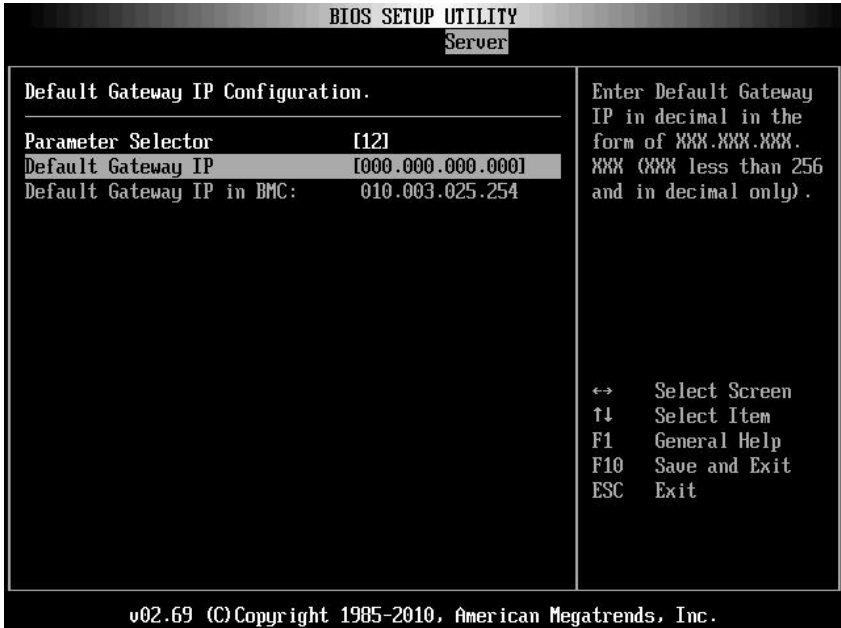 BIOS SETUP UTILITY
Server
Default Gateway IP Configuration.
Parameter Selector [12]
Default Gateway IP [000.000.000.000]
Default Gateway IP in BMC: 010.003.025.254
Enter Default Gateway
IP in decimal in the
form of XXX.XXX.XXX.
XXX (XXX less than 256
and in decimal only).
↔ Select Screen
↑↓ Select Item
F1 General Help
F10 Save and Exit
ESC Exit
v02.69 (C)Copyright 1985-2010, American Megatrends, Inc.